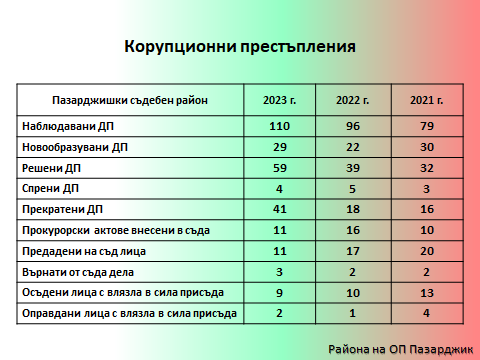 Корупционни престъпления
Пазарджишки съдебен район 2023 г. 2022 г. 2021 г.
Наблюдавани ДП 110 96 79
Новообразувани ДП 29 22 30
Решени ДП 59 39 32
Спрени ДП 4 5 3
Прекратени ДП 41 18 16
Прокурорски актове внесени в съда 11 16 10
Предадени на съд лица 11 17 20
Върнати от съда дела 3 2 2
Осъдени лица с влязла в сила присъда 9 10 13
Оправдани лица с влязла в сила присъда 2 1 4
Района на ОП Пазарджик